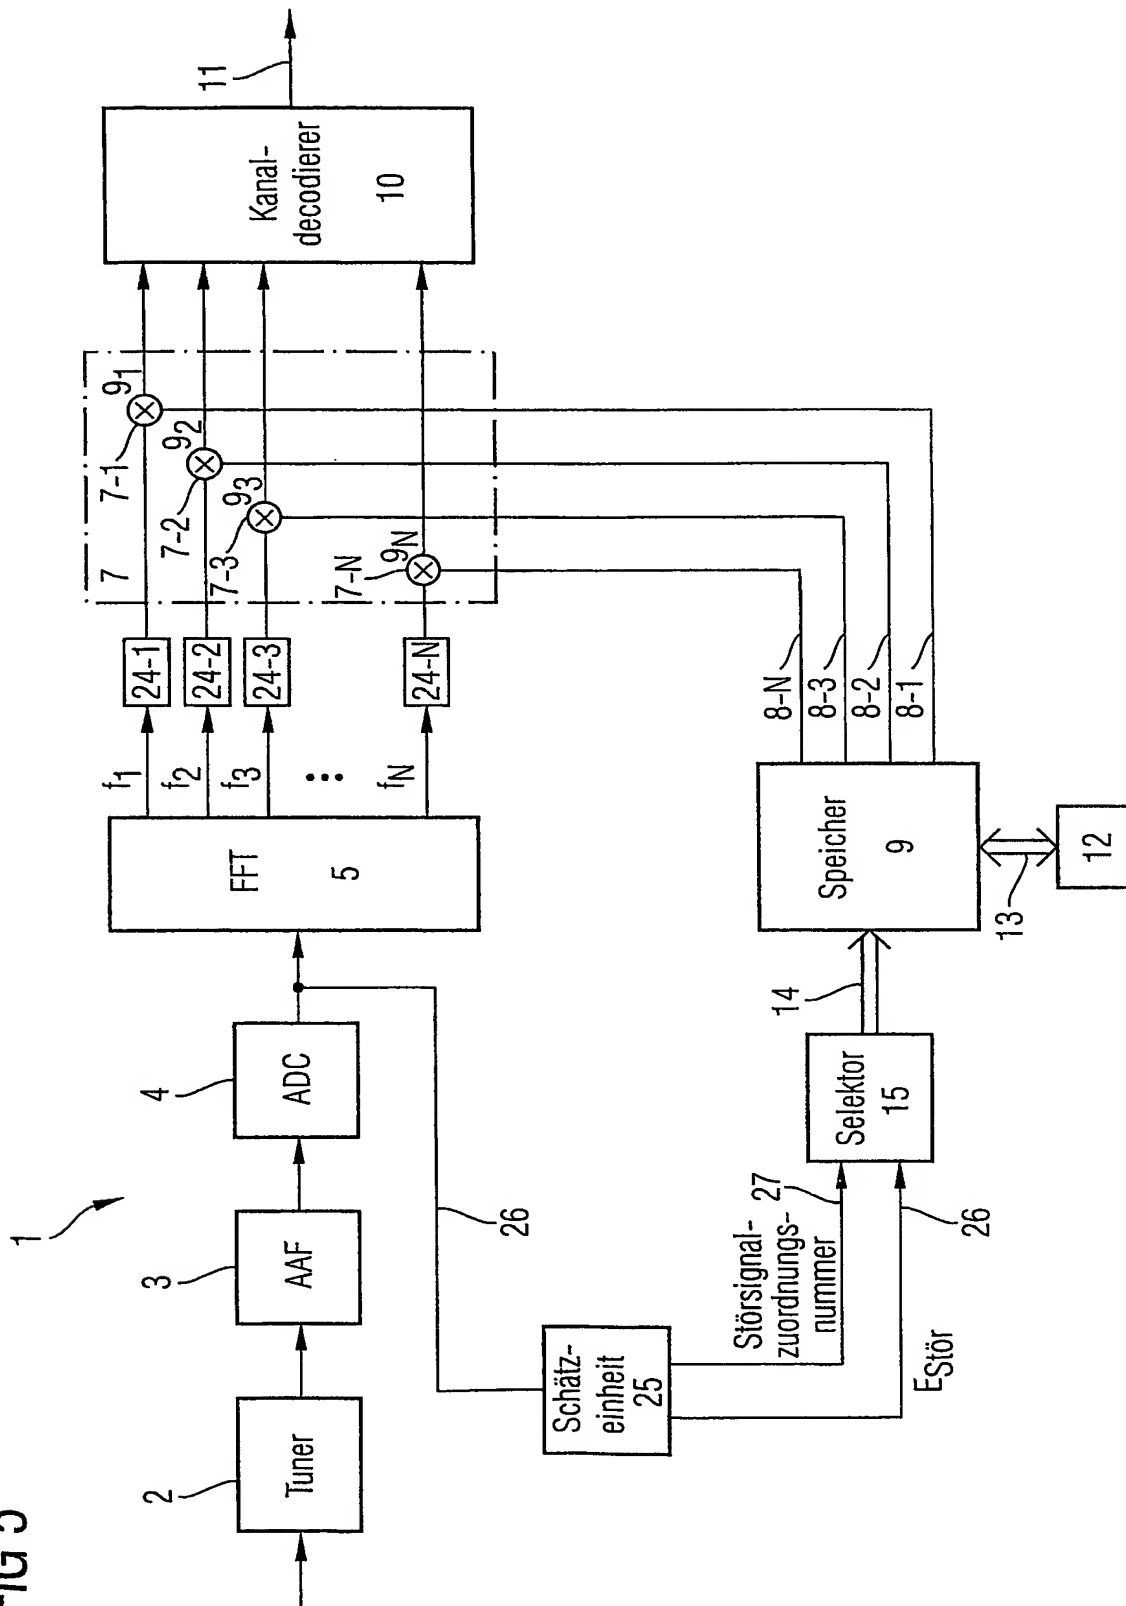 FIG 5
1
2
Tuner
3
AAF
4
ADC
26
FFT
5
f1
f2
f3
...
fN
24-1
24-2
24-3
24-N
7
7-1
7-2
7-3
7-N
91
92
93
9N
Kanal-
decodierer
10
11
Schätz-
einheit
25
Störsignal-
zuordnungs-
nummer
27
EStör
26
Selektor
15
14
Speicher
9
8-N
8-3
8-2
8-1
13
12